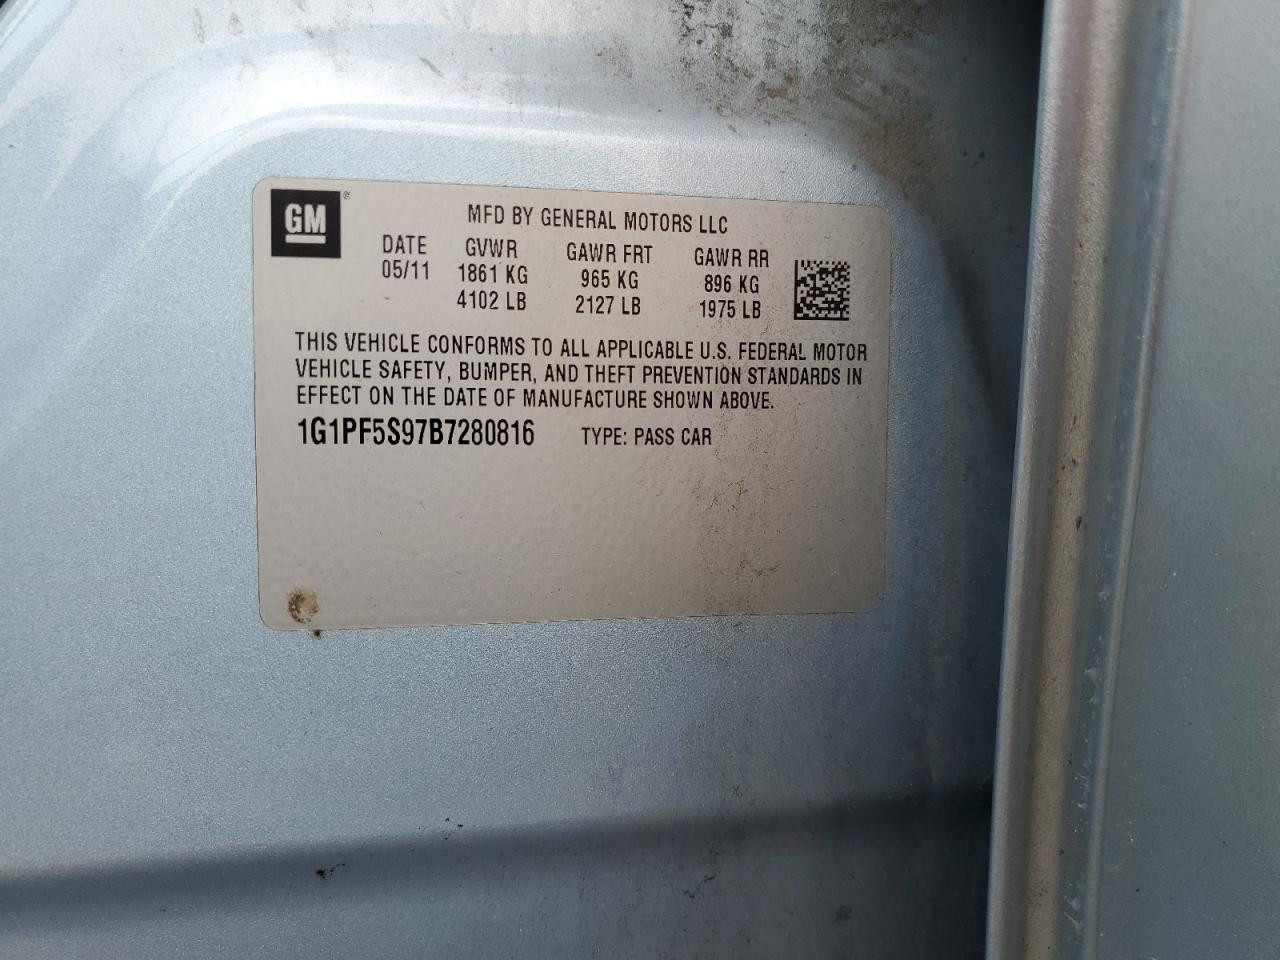 GM ®
MFD BY GENERAL MOTORS LLC
DATE GVWR GAWR FRT GAWR RR
05/11 1861 KG 965 KG 896 KG
4102 LB 2127 LB 1975 LB
THIS VEHICLE CONFORMS TO ALL APPLICABLE U.S. FEDERAL MOTOR
VEHICLE SAFETY, BUMPER, AND THEFT PREVENTION STANDARDS IN
EFFECT ON THE DATE OF MANUFACTURE SHOWN ABOVE.
1G1PF5S97B7280816 TYPE: PASS CAR